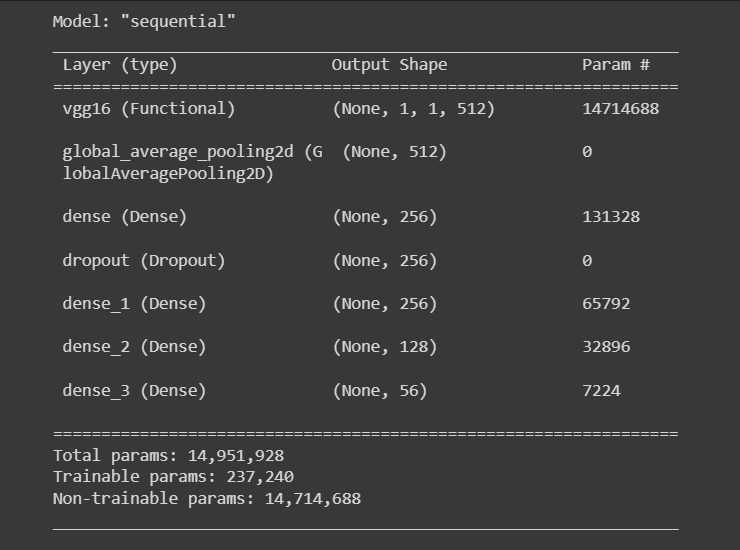 Model: "sequential"
Layer (type) Output Shape Param #
vgg16 (Functional) (None, 1, 1, 512) 14714688
global_average_pooling2d (G (None, 512) 0
lobalAveragePooling2D)
dense (Dense) (None, 256) 131328
dropout (Dropout) (None, 256) 0
dense_1 (Dense) (None, 256) 65792
dense_2 (Dense) (None, 128) 32896
dense_3 (Dense) (None, 56) 7224
Total params: 14,951,928
Trainable params: 237,240
Non-trainable params: 14,714,688